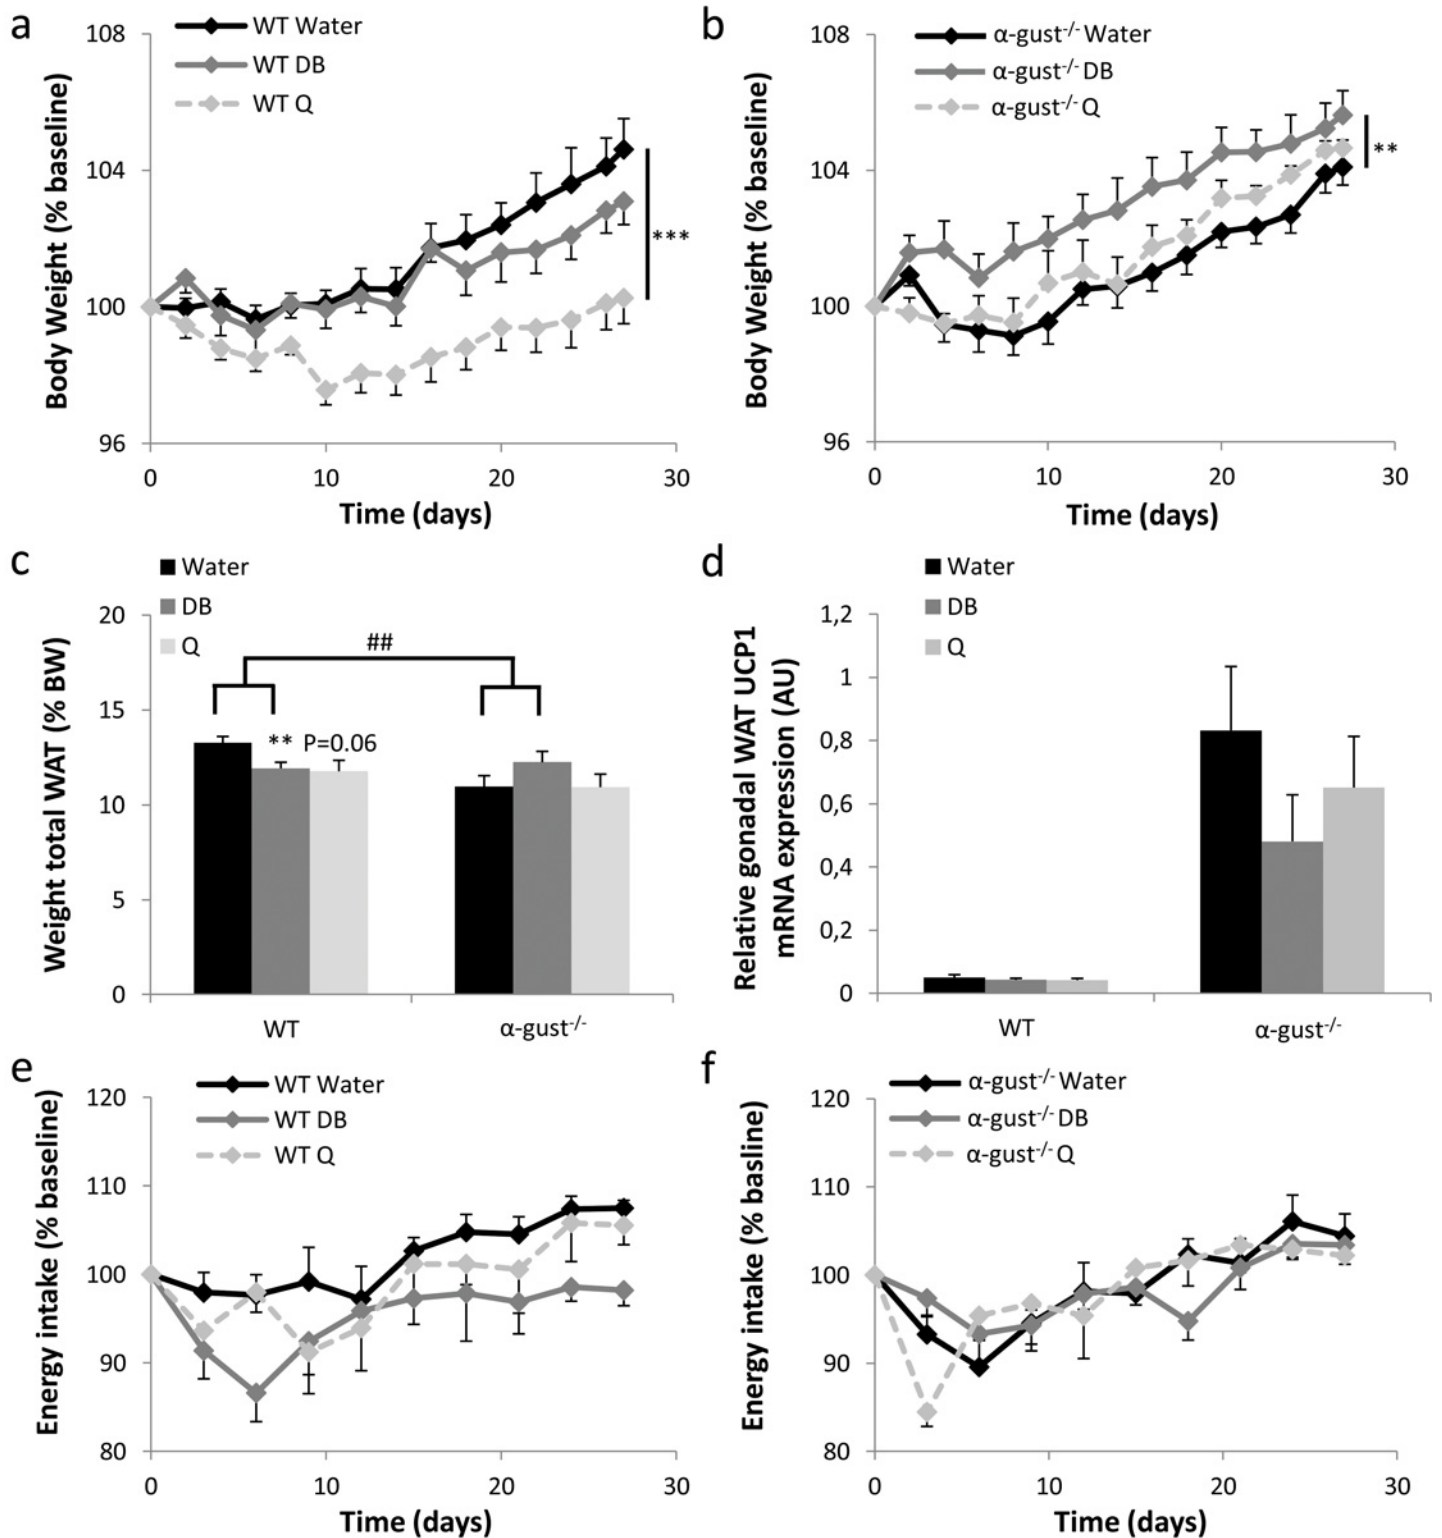 a
WT Water
WT DB
WT Q
108
104
100
96
Body Weight (% baseline)
***
0 10 20 30
Time (days)
b
α-gust-/- Water
α-gust-/- DB
α-gust-/- Q
108
104
100
96
Body Weight (% baseline)
**
0 10 20 30
Time (days)
c
Water
DB
Q
20
15
10
5
0
Weight total WAT (% BW)
##
** P=0.06
WT α-gust-/-
d
Water
DB
Q
1,2
1
0,8
0,6
0,4
0,2
0
Relative gonadal WAT UCP1
mRNA expression (AU)
WT α-gust-/-
e
WT Water
WT DB
WT Q
120
110
100
90
80
Energy intake (% baseline)
0 10 20 30
Time (days)
f
α-gust-/- Water
α-gust-/- DB
α-gust-/- Q
120
110
100
90
80
Energy intake (% basline)
0 10 20 30
Time (days)